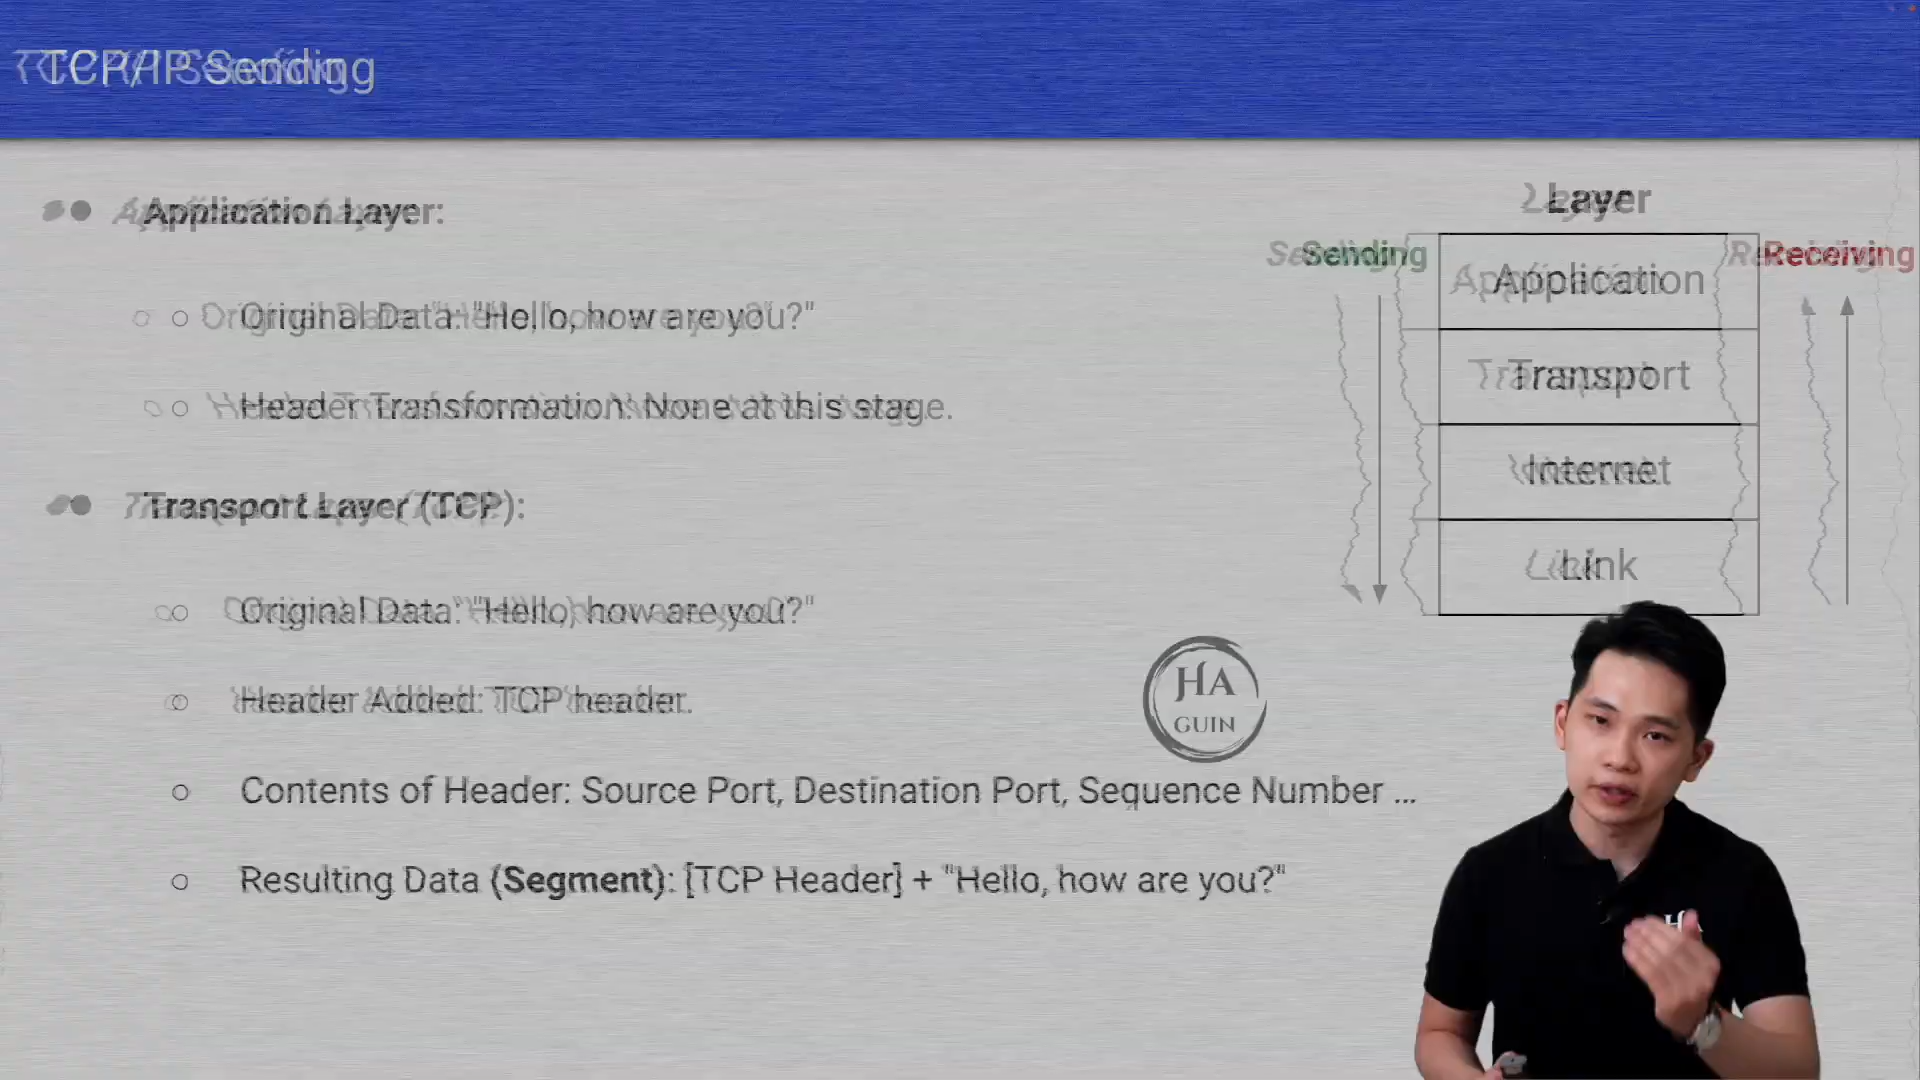 TCP/IP Sending
Application Layer:
Original Data: "Hello, how are you?"
Header Transformation: None at this stage.
Transport Layer (TCP):
Original Data: "Hello, how are you?"
Header Added: TCP header.
Contents of Header: Source Port, Destination Port, Sequence Number ...
Resulting Data (Segment): [TCP Header] + "Hello, how are you?"
Layer
Sending
Receiving
Application
Transport
Internet
Link
HA
GUIN
HA